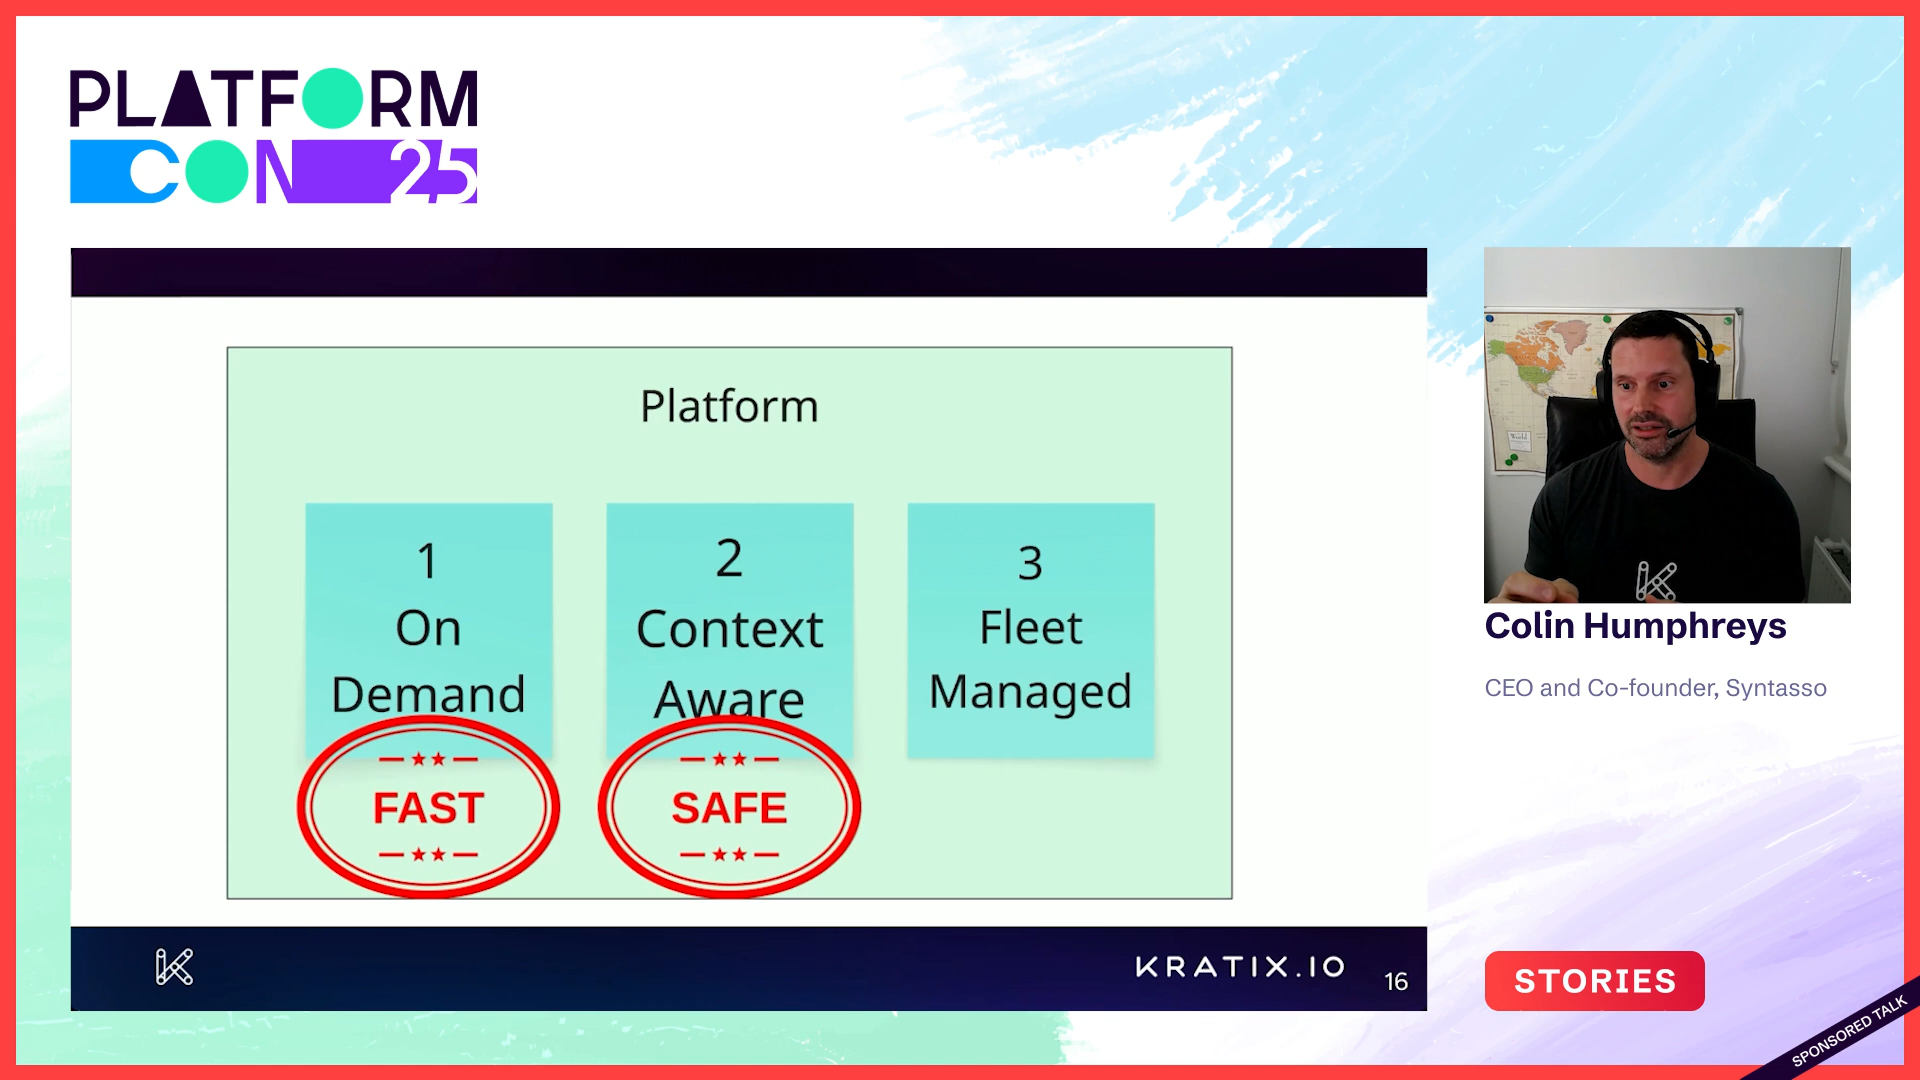 PLATFORM
CON 25
Platform
1
On
Demand
FAST
2
Context
Aware
SAFE
3
Fleet
Managed
KRATIX.IO
16
World
Colin Humphreys
CEO and Co-founder, Syntasso
STORIES
SPONSORED TALK